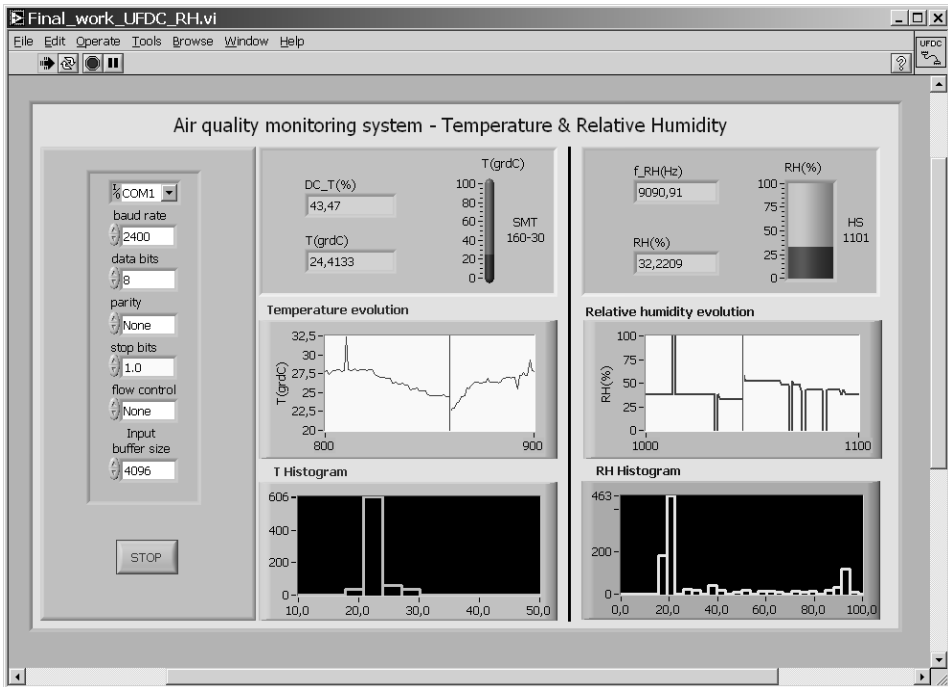 Final_work_UFDC_RH.vi
File Edit Operate Tools Browse Window Help
UFDC
Air quality monitoring system - Temperature & Relative Humidity
COM1
baud rate
2400
data bits
8
parity
None
stop bits
1.0
flow control
None
Input
buffer size
4096
STOP
DC_T(%)
43,47
T(grdC)
24,4133
T(grdC)
100
80
60
40
20
0
SMT
160-30
f_RH(Hz)
9090,91
RH(%)
32,2209
RH(%)
100
75
50
25
0
HS
1101
Temperature evolution
T(grdC)
32,5
30
27,5
25
22,5
20
800 900
Relative humidity evolution
RH(%)
100
75
50
25
0
1000 1100
T Histogram
606
400
200
0
10,0 20,0 30,0 40,0 50,0
RH Histogram
463
200
0
0,0 20,0 40,0 60,0 80,0 100,0